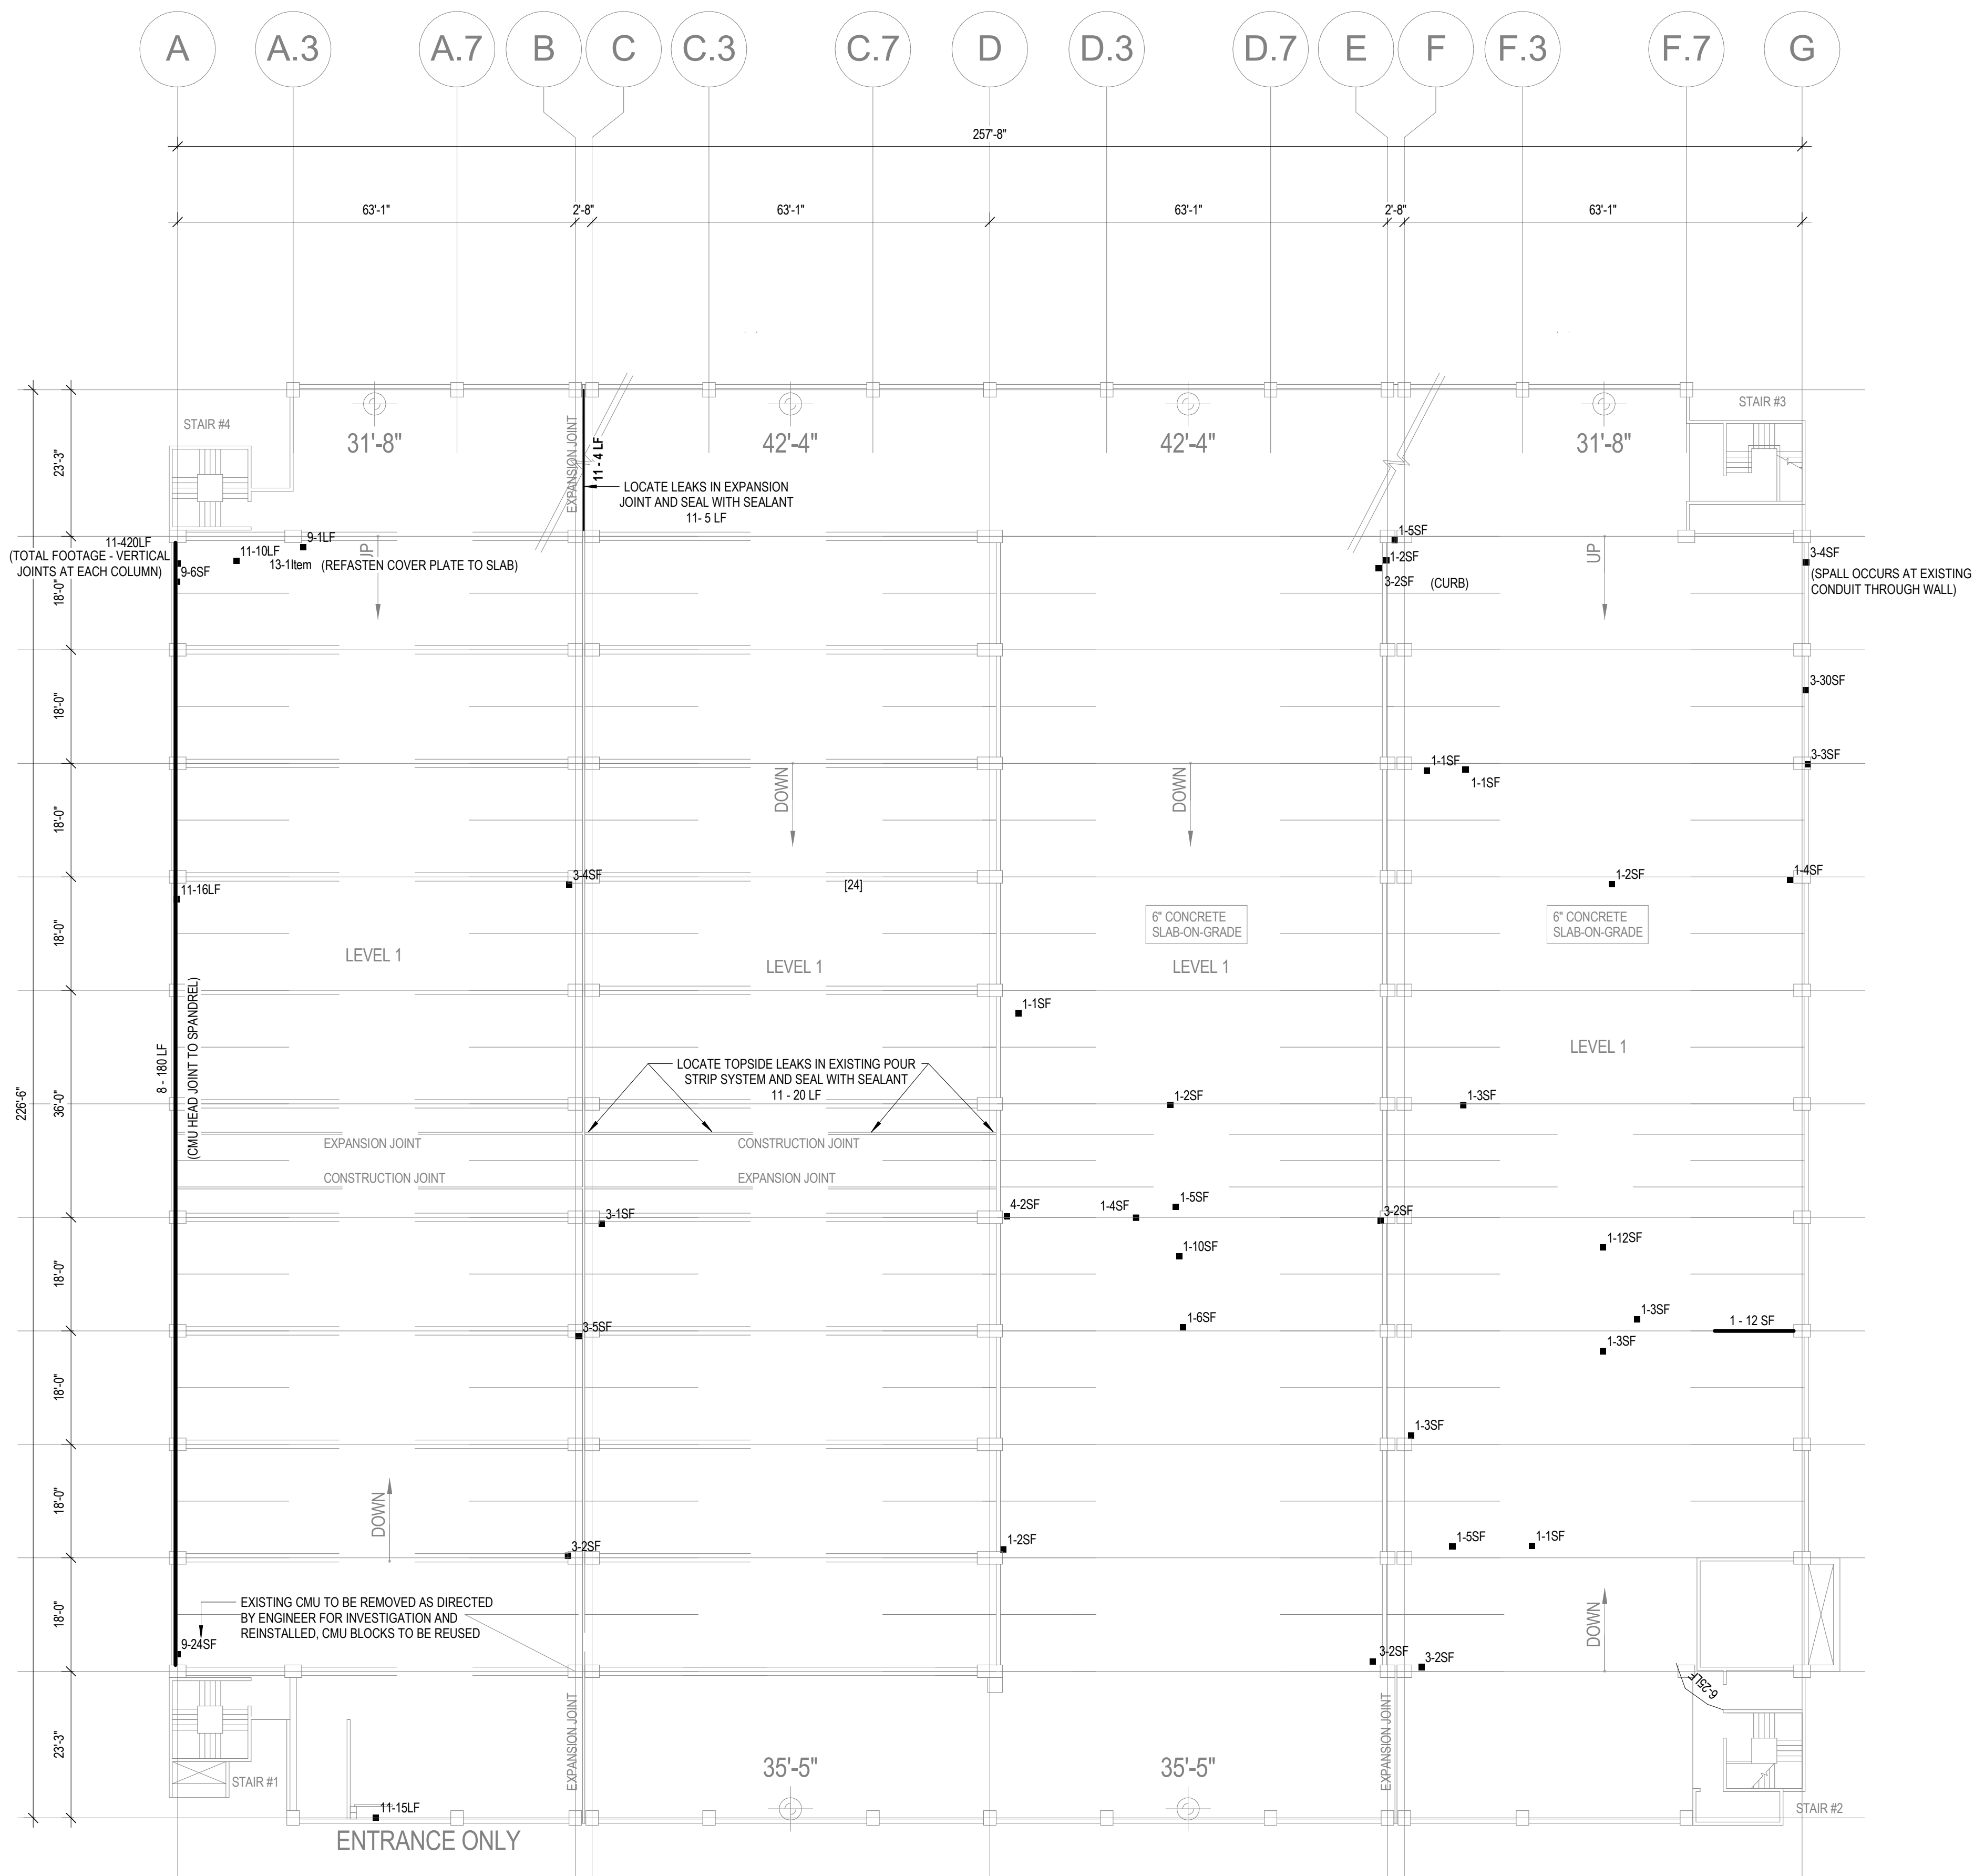 A
A.3
A.7
B
C
C.3
C.7
D
D.3
D.7
E
F
F.3
F.7
G
257'-8"
63'-1"
2'-8"
63'-1"
63'-1"
2'-8"
63'-1"
STAIR #4
STAIR #3
31'-8"
42'-4"
42'-4"
31'-8"
23'-3"
EXPANSION JOINT
11 - 4 LF
LOCATE LEAKS IN EXPANSION
JOINT AND SEAL WITH SEALANT
11- 5 LF
11-420LF
(TOTAL FOOTAGE - VERTICAL
JOINTS AT EACH COLUMN)
9-6SF
11-10LF
9-1LF
13-1Item (REFASTEN COVER PLATE TO SLAB)
UP
1-5SF
1-2SF
3-2SF (CURB)
UP
3-4SF
(SPALL OCCURS AT EXISTING
CONDUIT THROUGH WALL)
18'-0"
18'-0"
3-30SF
DOWN
DOWN
1-1SF
1-1SF
3-3SF
18'-0"
11-16LF
3-4SF
[24]
1-2SF
1-4SF
18'-0"
6" CONCRETE
SLAB-ON-GRADE
6" CONCRETE
SLAB-ON-GRADE
LEVEL 1
LEVEL 1
LEVEL 1
1-1SF
LEVEL 1
8 - 180 LF
(CMU HEAD JOINT TO SPANDREL)
LOCATE TOPSIDE LEAKS IN EXISTING POUR
STRIP SYSTEM AND SEAL WITH SEALANT
11 - 20 LF
226'-6"
36'-0"
1-2SF
1-3SF
EXPANSION JOINT
CONSTRUCTION JOINT
CONSTRUCTION JOINT
EXPANSION JOINT
3-1SF
4-2SF
1-4SF
1-5SF
3-2SF
1-10SF
1-12SF
18'-0"
3-5SF
1-6SF
1-3SF
1 - 12 SF
1-3SF
18'-0"
1-3SF
18'-0"
DOWN
3-2SF
1-2SF
1-5SF
1-1SF
18'-0"
EXISTING CMU TO BE REMOVED AS DIRECTED
BY ENGINEER FOR INVESTIGATION AND
REINSTALLED, CMU BLOCKS TO BE REUSED
9-24SF
DOWN
3-2SF
3-2SF
6-25LF
23'-3"
EXPANSION JOINT
EXPANSION JOINT
35'-5"
35'-5"
STAIR #1
11-15LF
STAIR #2
ENTRANCE ONLY